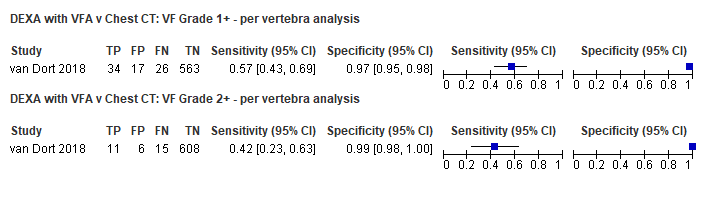 DEXA with VFA v Chest CT: VF Grade 1+ - per vertebra analysis
Study TP FP FN TN Sensitivity (95% CI) Specificity (95% CI) Sensitivity (95% CI) Specificity (95% CI)
van Dort 2018 34 17 26 563 0.57 [0.43, 0.69] 0.97 [0.95, 0.98]
0 0.2 0.4 0.6 0.8 1 0 0.2 0.4 0.6 0.8 1
DEXA with VFA v Chest CT: VF Grade 2+ - per vertebra analysis
Study TP FP FN TN Sensitivity (95% CI) Specificity (95% CI) Sensitivity (95% CI) Specificity (95% CI)
van Dort 2018 11 6 15 608 0.42 [0.23, 0.63] 0.99 [0.98, 1.00]
0 0.2 0.4 0.6 0.8 1 0 0.2 0.4 0.6 0.8 1